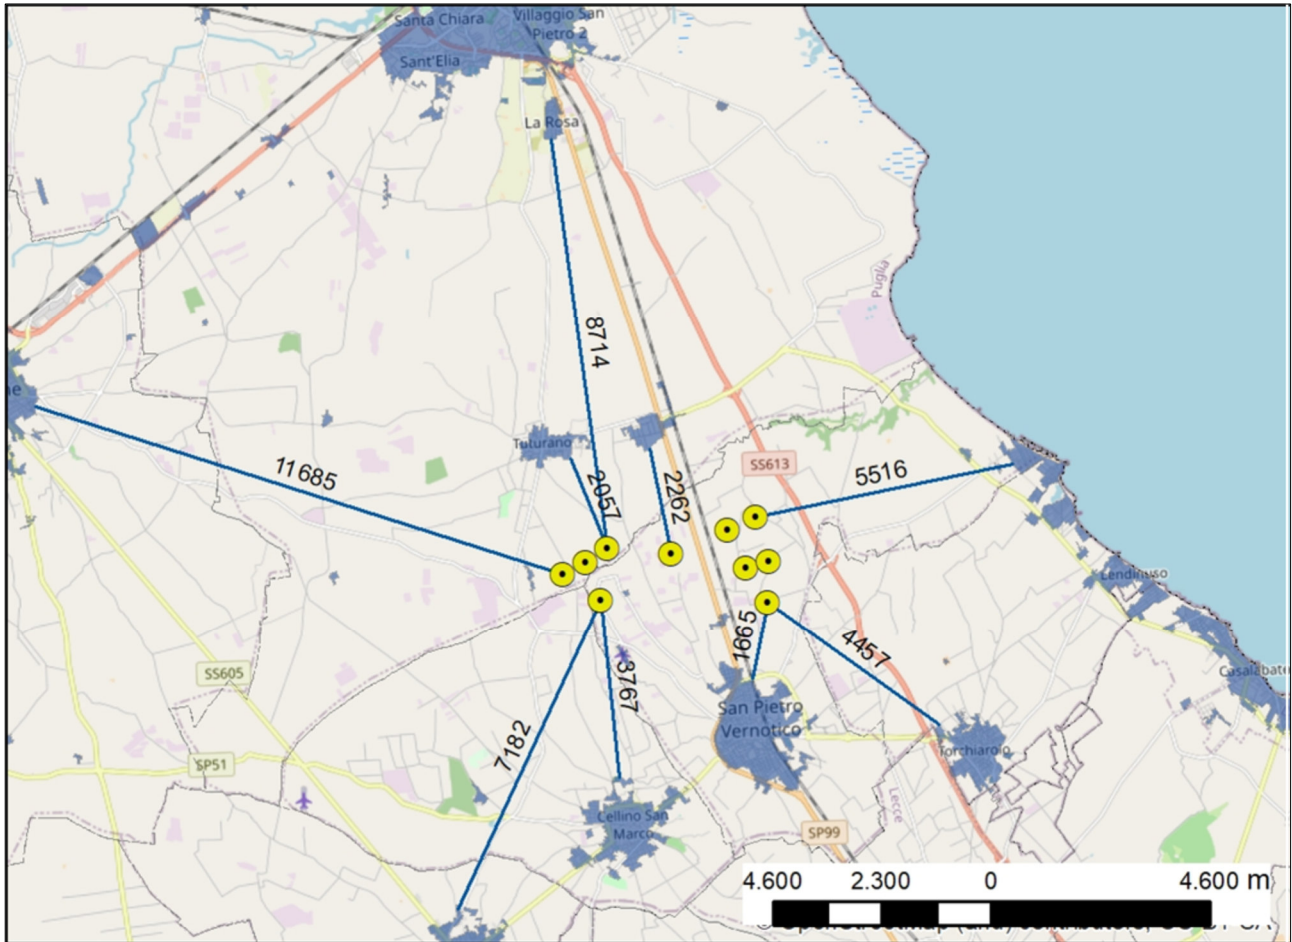 Santa Chiara
Villaggio San
Pietro 2
Sant'Elia
La Rosa
Puglia
8714
ne
Tuturano
11685
2057
2262
SS613
5516
Lendinuso
1665
4457
SS605
3767
San Pietro
Vernotico
Casalabate
7182
Torchiarolo
SP51
Lecce
Cellino San
Marco
SP99
4.600 2.300 0 4.600 m